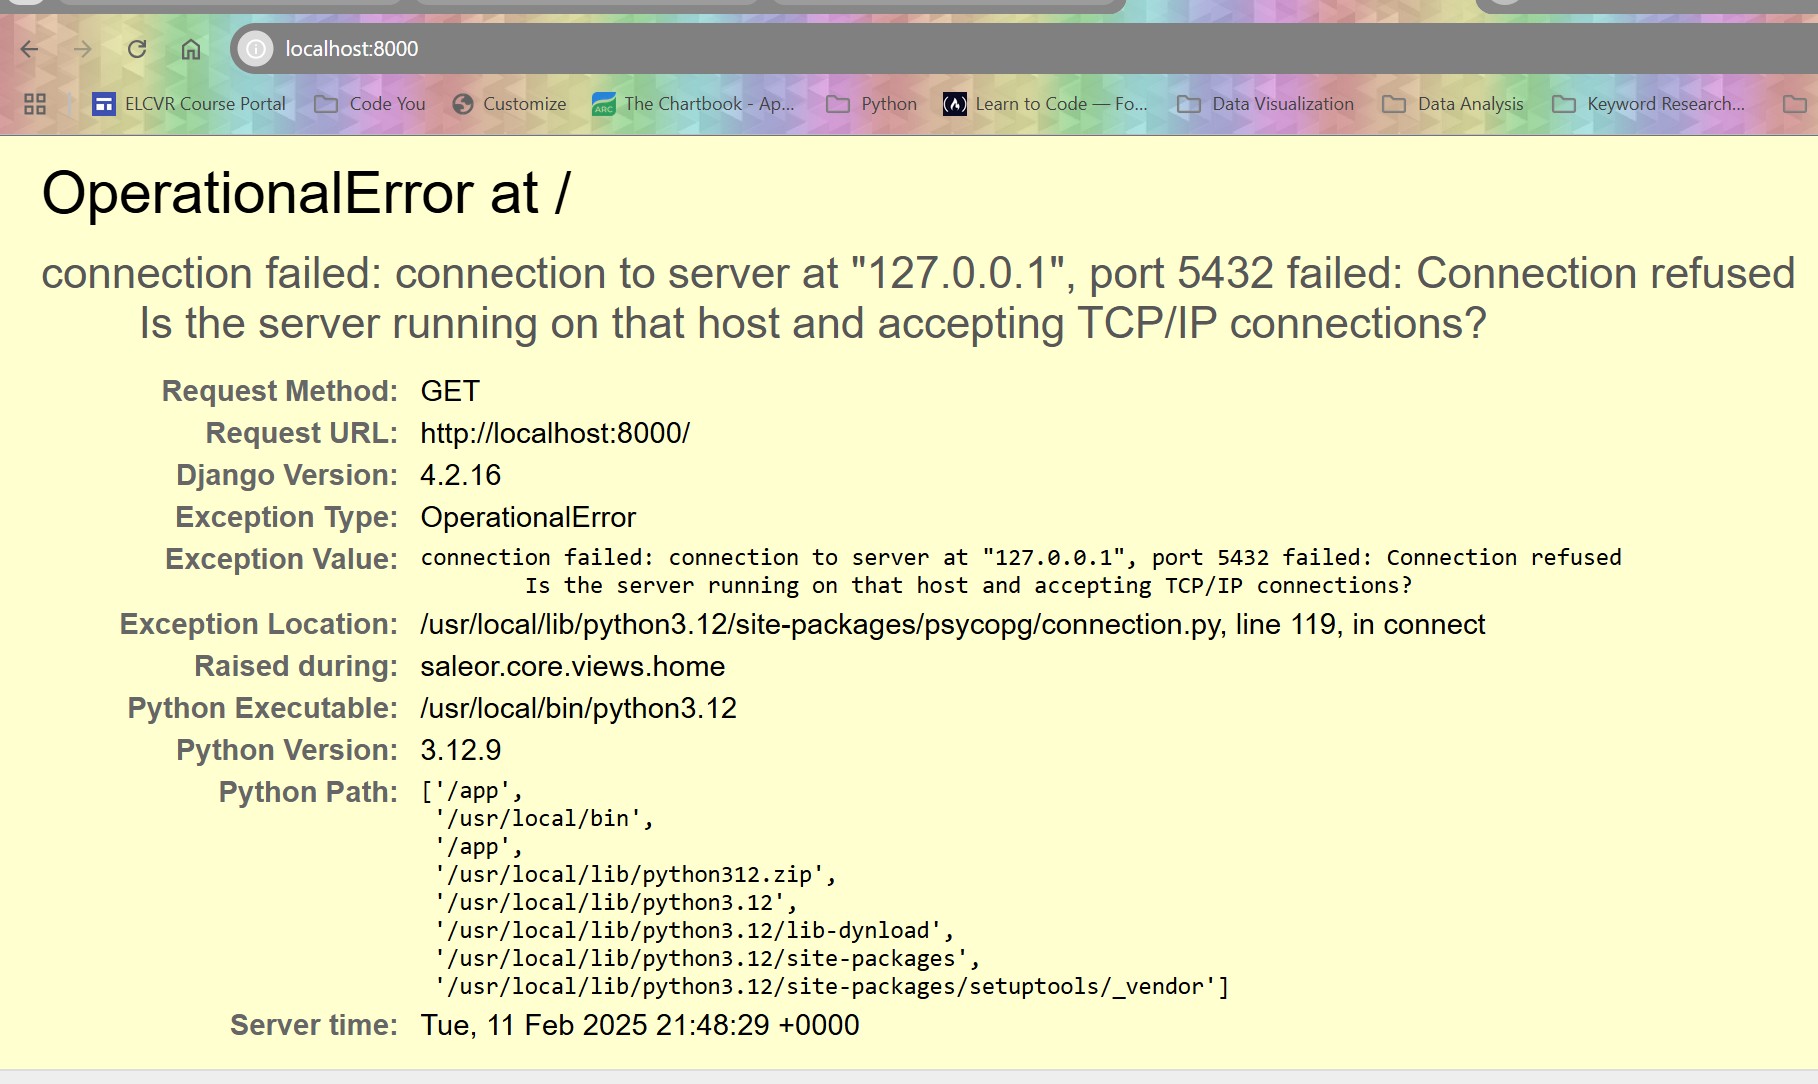 localhost:8000
ELCVR Course Portal Code You Customize The Chartbook - Ap... Python Learn to Code — Fo... Data Visualization Data Analysis Keyword Research...
OperationalError at /
connection failed: connection to server at "127.0.0.1", port 5432 failed: Connection refused
Is the server running on that host and accepting TCP/IP connections?
Request Method: GET
Request URL: http://localhost:8000/
Django Version: 4.2.16
Exception Type: OperationalError
Exception Value: connection failed: connection to server at "127.0.0.1", port 5432 failed: Connection refused
Is the server running on that host and accepting TCP/IP connections?
Exception Location: /usr/local/lib/python3.12/site-packages/psycopg/connection.py, line 119, in connect
Raised during: saleor.core.views.home
Python Executable: /usr/local/bin/python3.12
Python Version: 3.12.9
Python Path: ['/app',
'/usr/local/bin',
'/app',
'/usr/local/lib/python312.zip',
'/usr/local/lib/python3.12',
'/usr/local/lib/python3.12/lib-dynload',
'/usr/local/lib/python3.12/site-packages',
'/usr/local/lib/python3.12/site-packages/setuptools/_vendor']
Server time: Tue, 11 Feb 2025 21:48:29 +0000